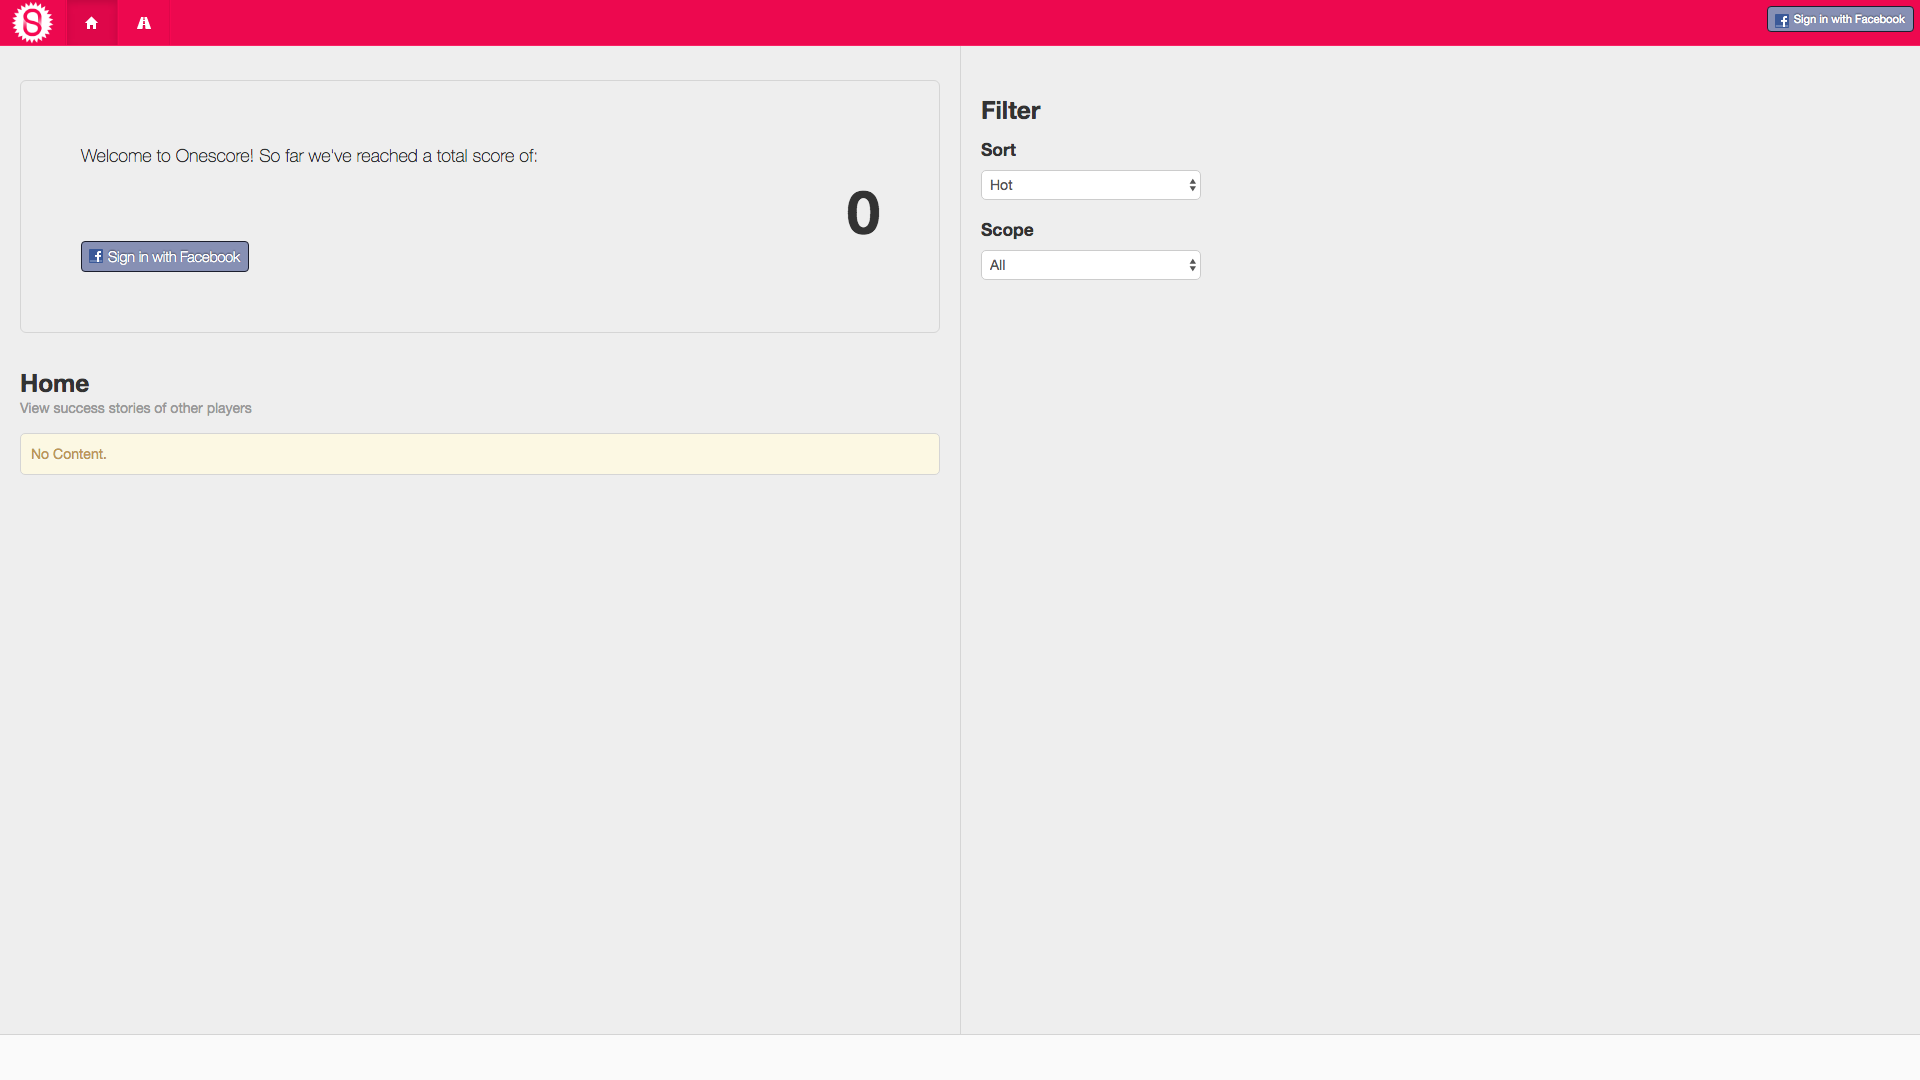 Sign in with Facebook
Welcome to Onescore! So far we've reached a total score of:
0
Sign in with Facebook
Home
View success stories of other players
No Content.
Filter
Sort
Hot
Scope
All